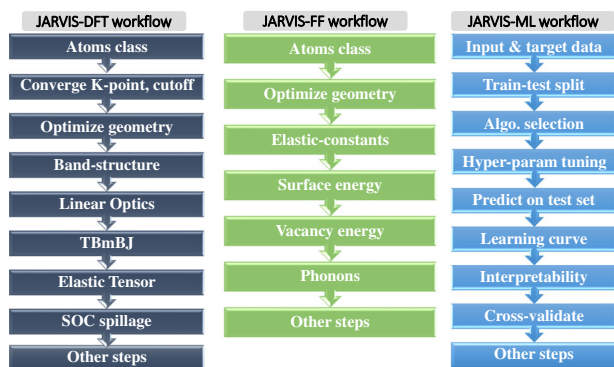 JARVIS-DFT workflow
Atoms class
Converge K-point, cutoff
Optimize geometry
Band-structure
Linear Optics
TBmBJ
Elastic Tensor
SOC spillage
Other steps
JARVIS-FF workflow
Atoms class
Optimize geometry
Elastic-constants
Surface energy
Vacancy energy
Phonons
Other steps
JARVIS-ML workflow
Input & target data
Train-test split
Algo. selection
Hyper-param tuning
Predict on test set
Learning curve
Interpretability
Cross-validate
Other steps